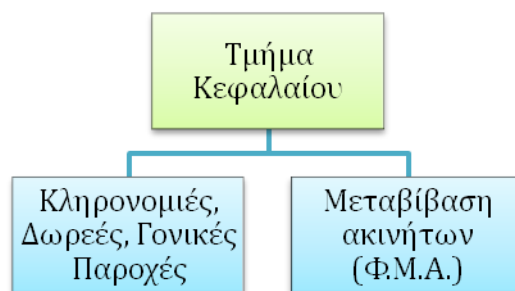 Τμήμα
Κεφαλαίου
Κληρονομιές,
Δωρεές, Γονικές
Παροχές
Μεταβίβαση
ακινήτων
(Φ.Μ.Α.)